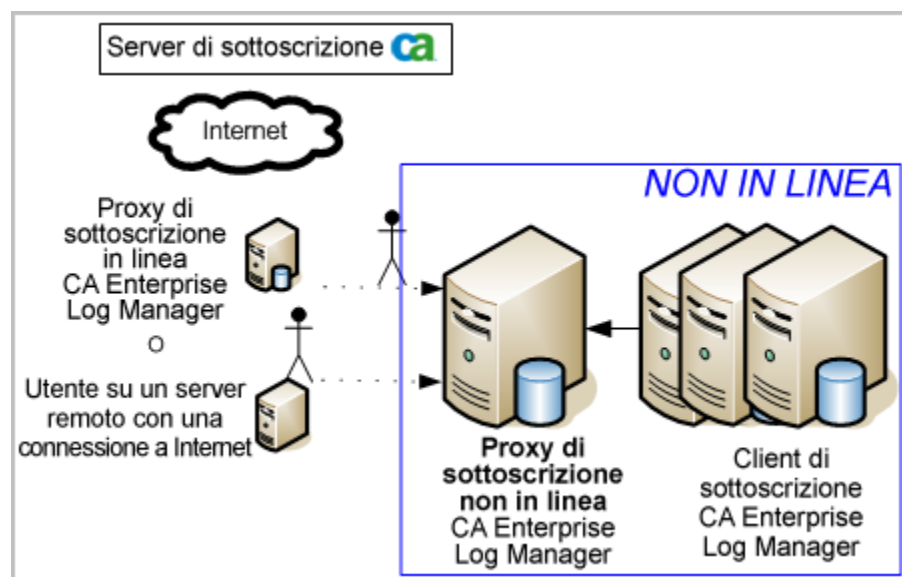 Server di sottoscrizione ca
Internet
NON IN LINEA
Proxy di
sottoscrizione
in linea
CA Enterprise
Log Manager
O
Utente su un server
remoto con una
connessione a Internet
Proxy di
sottoscrizione
non in linea
CA Enterprise
Log Manager
Client di
sottoscrizione
CA Enterprise
Log Manager